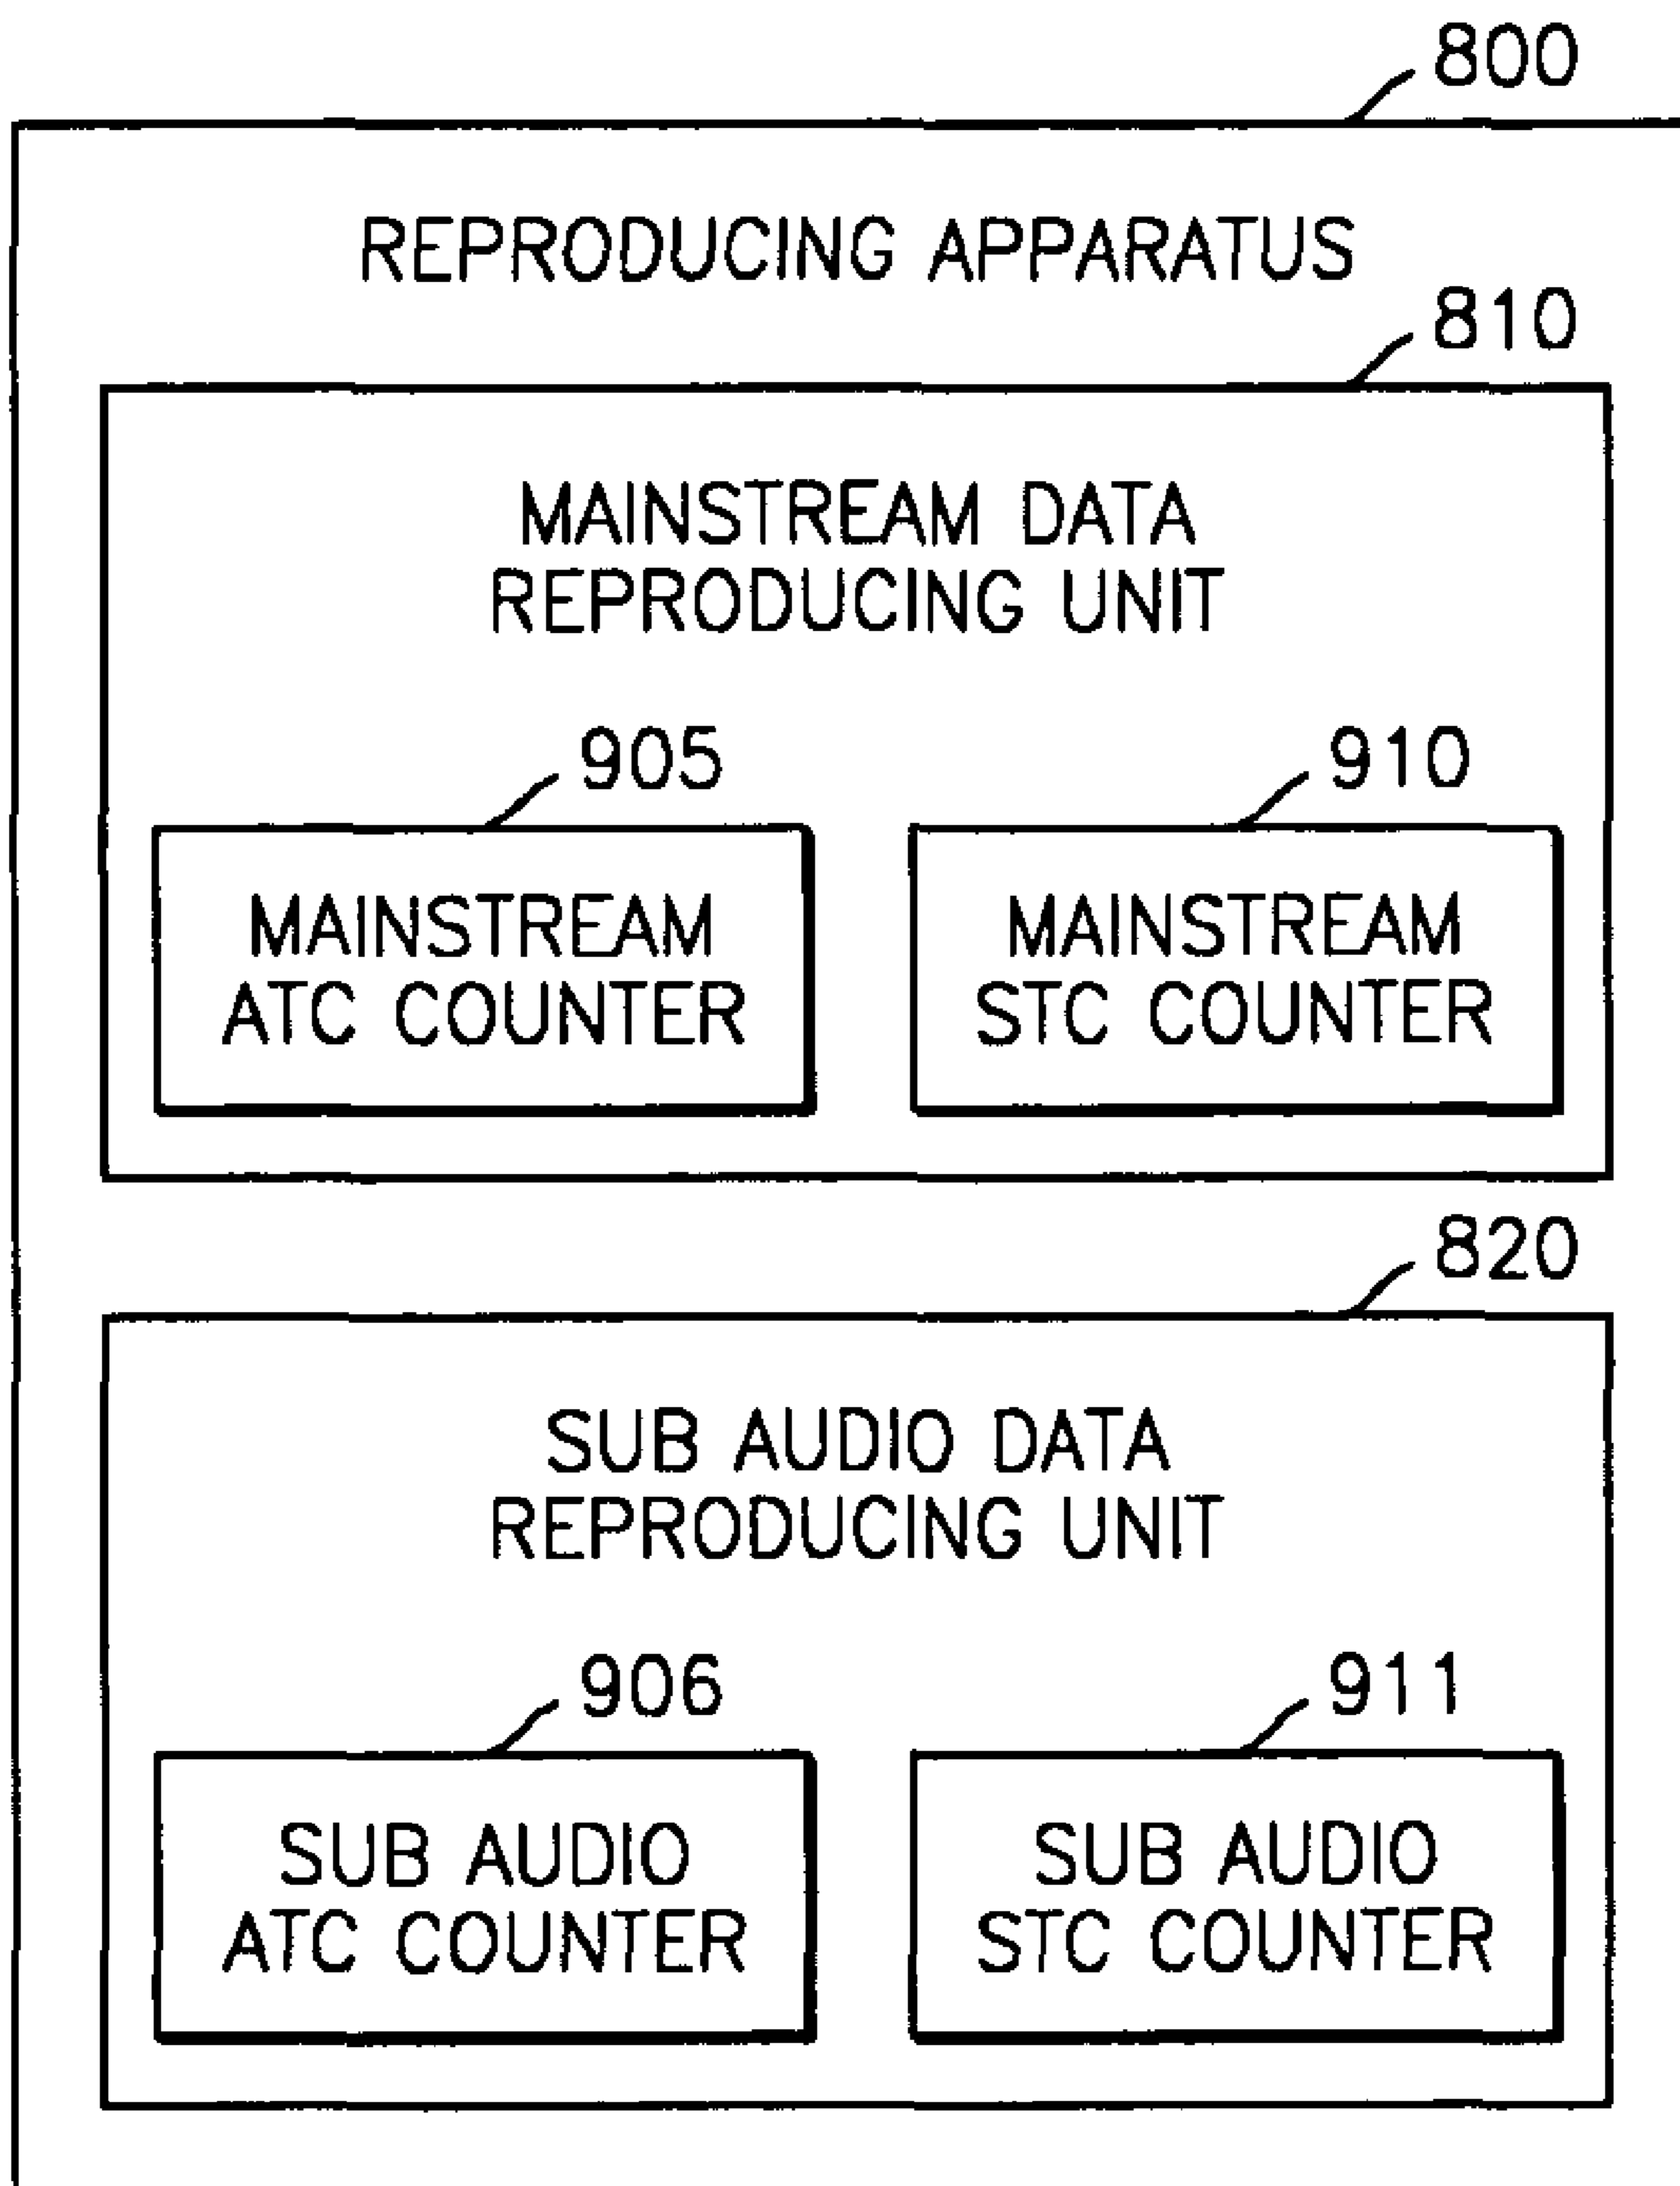 800
REPRODUCING APPARATUS
810
MAINSTREAM DATA
REPRODUCING UNIT
905
910
MAINSTREAM
ATC COUNTER
MAINSTREAM
STC COUNTER
820
SUB AUDIO DATA
REPRODUCING UNIT
906
911
SUB AUDIO
ATC COUNTER
SUB AUDIO
STC COUNTER